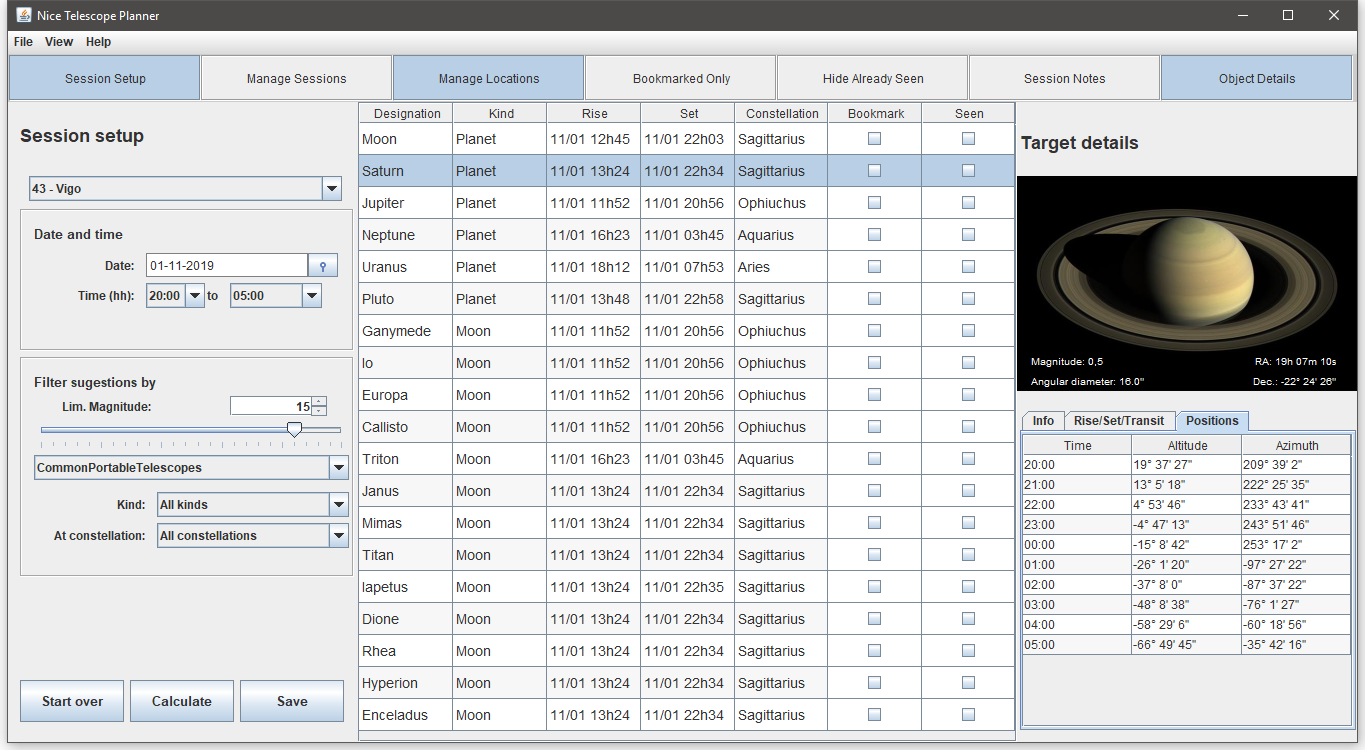 Nice Telescope Planner
File View Help
Session Setup Manage Sessions Manage Locations Bookmarked Only Hide Already Seen Session Notes Object Details
Session setup
43 - Vigo
Date and time
Date: 01-11-2019
Time (hh): 20:00 to 05:00
Filter sugestions by
Lim. Magnitude: 15
CommonPortableTelescopes
Kind: All kinds
At constellation: All constellations
Start over Calculate Save
Designation Kind Rise Set Constellation Bookmark Seen
Moon Planet 11/01 12h45 11/01 22h03 Sagittarius
Saturn Planet 11/01 13h24 11/01 22h34 Sagittarius
Jupiter Planet 11/01 11h52 11/01 20h56 Ophiuchus
Neptune Planet 11/01 16h23 11/01 03h45 Aquarius
Uranus Planet 11/01 18h12 11/01 07h53 Aries
Pluto Planet 11/01 13h48 11/01 22h58 Sagittarius
Ganymede Moon 11/01 11h52 11/01 20h56 Ophiuchus
Io Moon 11/01 11h52 11/01 20h56 Ophiuchus
Europa Moon 11/01 11h52 11/01 20h56 Ophiuchus
Callisto Moon 11/01 11h52 11/01 20h56 Ophiuchus
Triton Moon 11/01 16h23 11/01 03h45 Aquarius
Janus Moon 11/01 13h24 11/01 22h34 Sagittarius
Mimas Moon 11/01 13h24 11/01 22h34 Sagittarius
Titan Moon 11/01 13h24 11/01 22h34 Sagittarius
Iapetus Moon 11/01 13h24 11/01 22h35 Sagittarius
Dione Moon 11/01 13h24 11/01 22h34 Sagittarius
Rhea Moon 11/01 13h24 11/01 22h34 Sagittarius
Hyperion Moon 11/01 13h24 11/01 22h34 Sagittarius
Enceladus Moon 11/01 13h24 11/01 22h34 Sagittarius
Target details
Magnitude: 0,5 RA: 19h 07m 10s
Angular diameter: 16.0" Dec.: -22° 24' 26"
Info Rise/Set/Transit Positions
Time Altitude Azimuth
20:00 19° 37' 27" 209° 39' 2"
21:00 13° 5' 18" 222° 25' 35"
22:00 4° 53' 46" 233° 43' 41"
23:00 -4° 47' 13" 243° 51' 46"
00:00 -15° 8' 42" 253° 17' 2"
01:00 -26° 1' 20" -97° 27' 22"
02:00 -37° 8' 0" -87° 37' 22"
03:00 -48° 8' 38" -76° 1' 27"
04:00 -58° 29' 6" -60° 18' 56"
05:00 -66° 49' 45" -35° 42' 16"